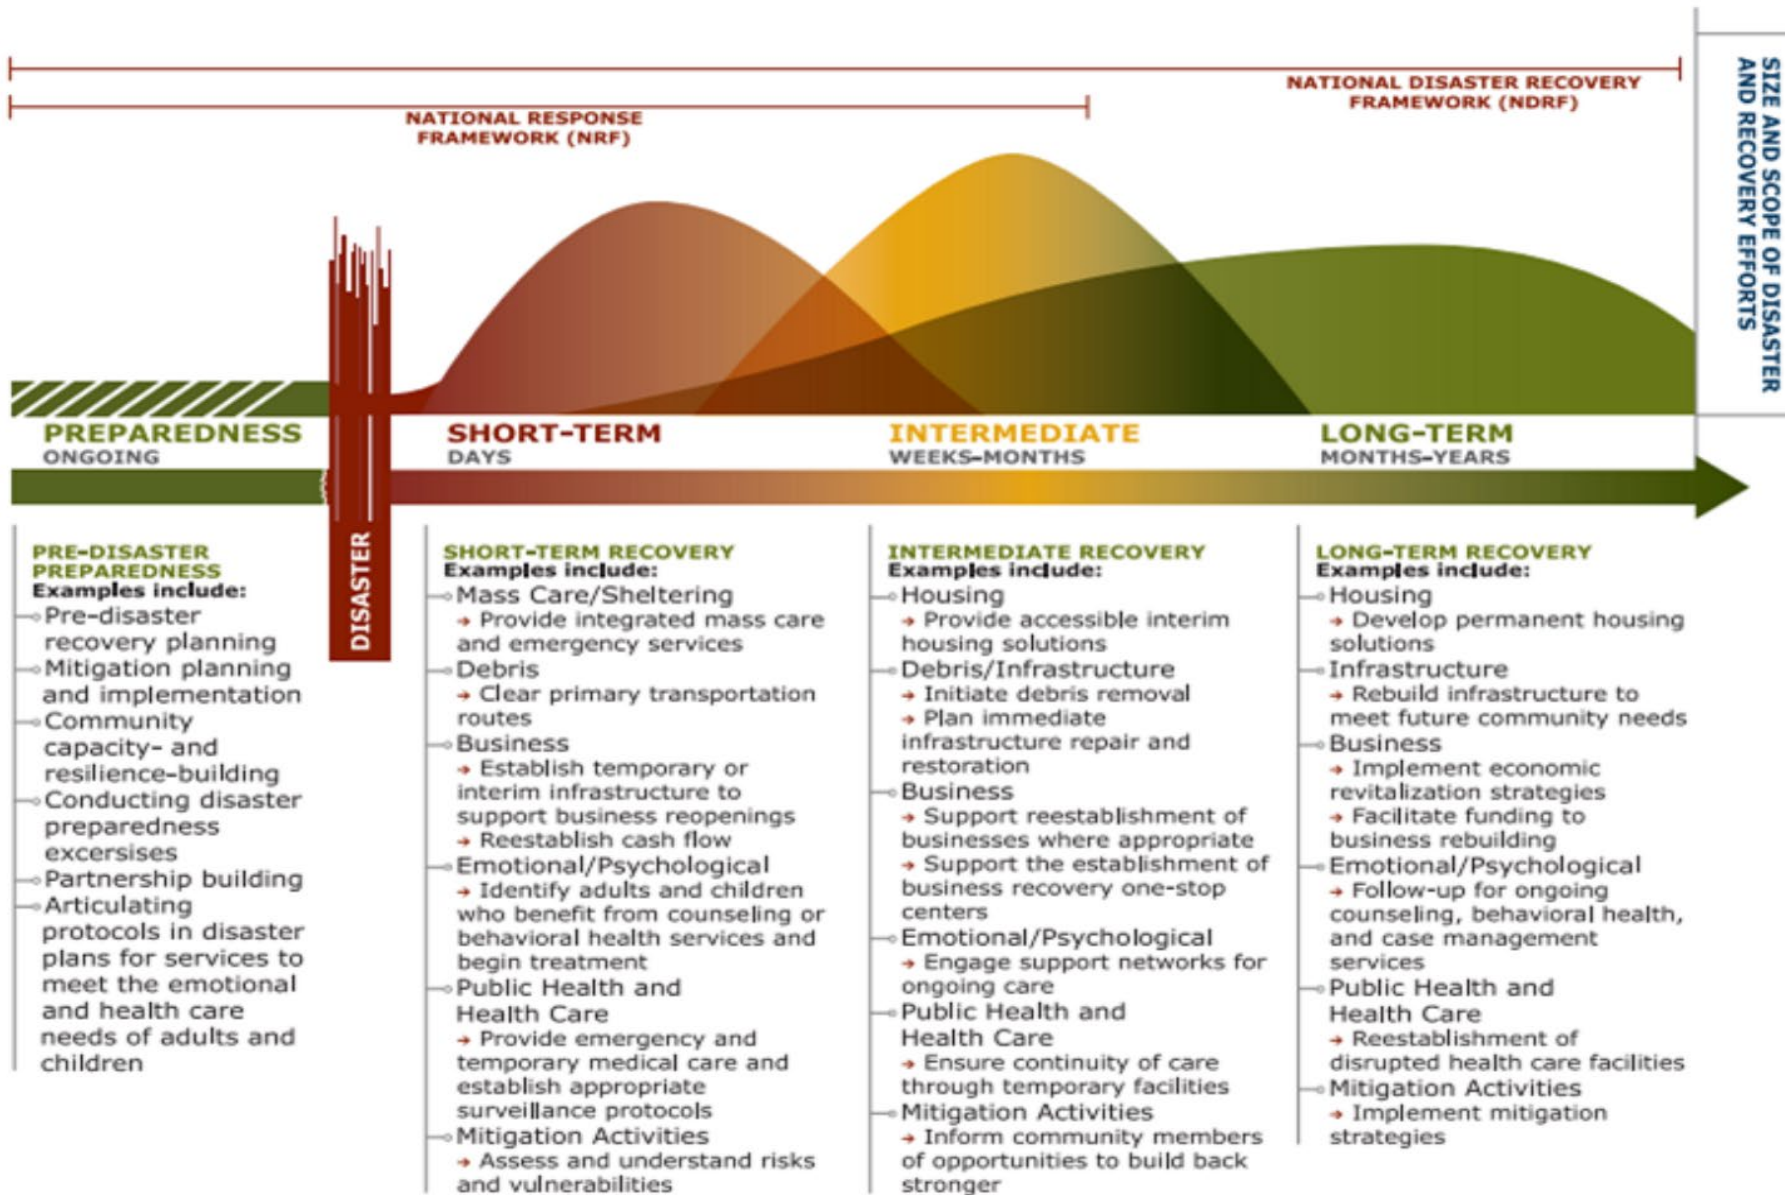 NATIONAL DISASTER RECOVERY
FRAMEWORK (NDRF)
NATIONAL RESPONSE
FRAMEWORK (NRF)
SIZE AND SCOPE OF DISASTER
AND RECOVERY EFFORTS
PREPAREDNESS
ONGOING
SHORT-TERM
DAYS
INTERMEDIATE
WEEKS-MONTHS
LONG-TERM
MONTHS-YEARS
PRE-DISASTER
PREPAREDNESS
Examples include:
Pre-disaster
recovery planning
Mitigation planning
and implementation
Community
capacity- and
resilience-building
Conducting disaster
preparedness
excersises
Partnership building
Articulating
protocols in disaster
plans for services to
meet the emotional
and health care
needs of adults and
children
DISASTER
SHORT-TERM RECOVERY
Examples include:
Mass Care/Sheltering
→ Provide integrated mass care
and emergency services
Debris
→ Clear primary transportation
routes
Business
→ Establish temporary or
interim infrastructure to
support business reopenings
→ Reestablish cash flow
Emotional/Psychological
→ Identify adults and children
who benefit from counseling or
behavioral health services and
begin treatment
Public Health and
Health Care
→ Provide emergency and
temporary medical care and
establish appropriate
surveillance protocols
Mitigation Activities
→ Assess and understand risks
and vulnerabilities
INTERMEDIATE RECOVERY
Examples include:
Housing
→ Provide accessible interim
housing solutions
Debris/Infrastructure
→ Initiate debris removal
→ Plan immediate
infrastructure repair and
restoration
Business
→ Support reestablishment of
businesses where appropriate
→ Support the establishment of
business recovery one-stop
centers
Emotional/Psychological
→ Engage support networks for
ongoing care
Public Health and
Health Care
→ Ensure continuity of care
through temporary facilities
Mitigation Activities
→ Inform community members
of opportunities to build back
stronger
LONG-TERM RECOVERY
Examples include:
Housing
→ Develop permanent housing
solutions
Infrastructure
→ Rebuild infrastructure to
meet future community needs
Business
→ Implement economic
revitalization strategies
→ Facilitate funding to
business rebuilding
Emotional/Psychological
→ Follow-up for ongoing
counseling, behavioral health,
and case management
services
Public Health and
Health Care
→ Reestablishment of
disrupted health care facilities
Mitigation Activities
→ Implement mitigation
strategies